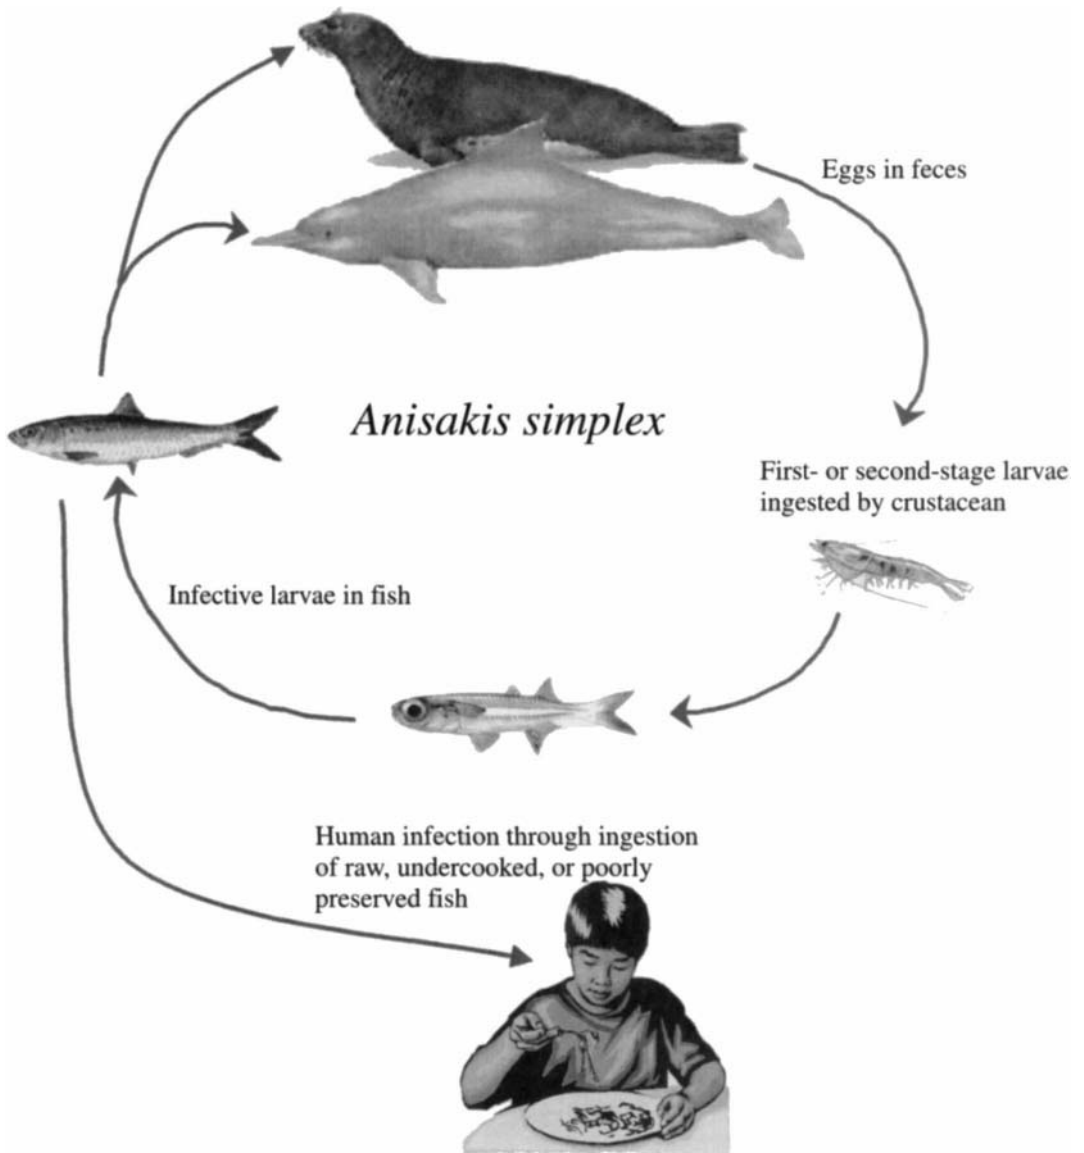 Eggs in feces
Anisakis simplex
First- or second-stage larvae
ingested by crustacean
Infective larvae in fish
Human infection through ingestion
of raw, undercooked, or poorly
preserved fish